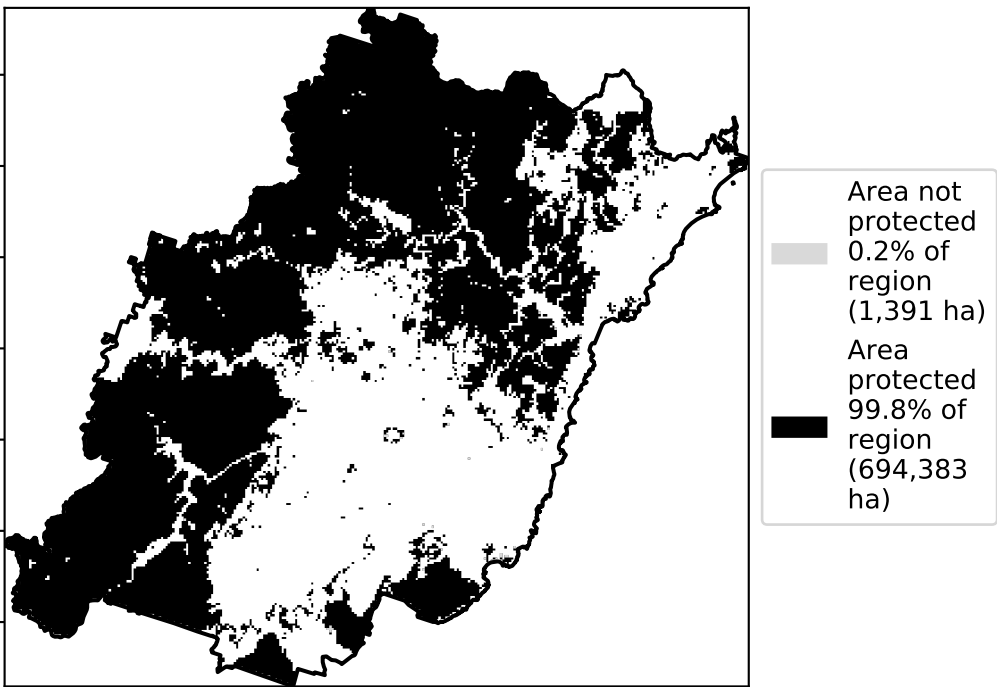 Area not
protected
0.2% of
region
(1,391 ha)
Area
protected
99.8% of
region
(694,383
ha)